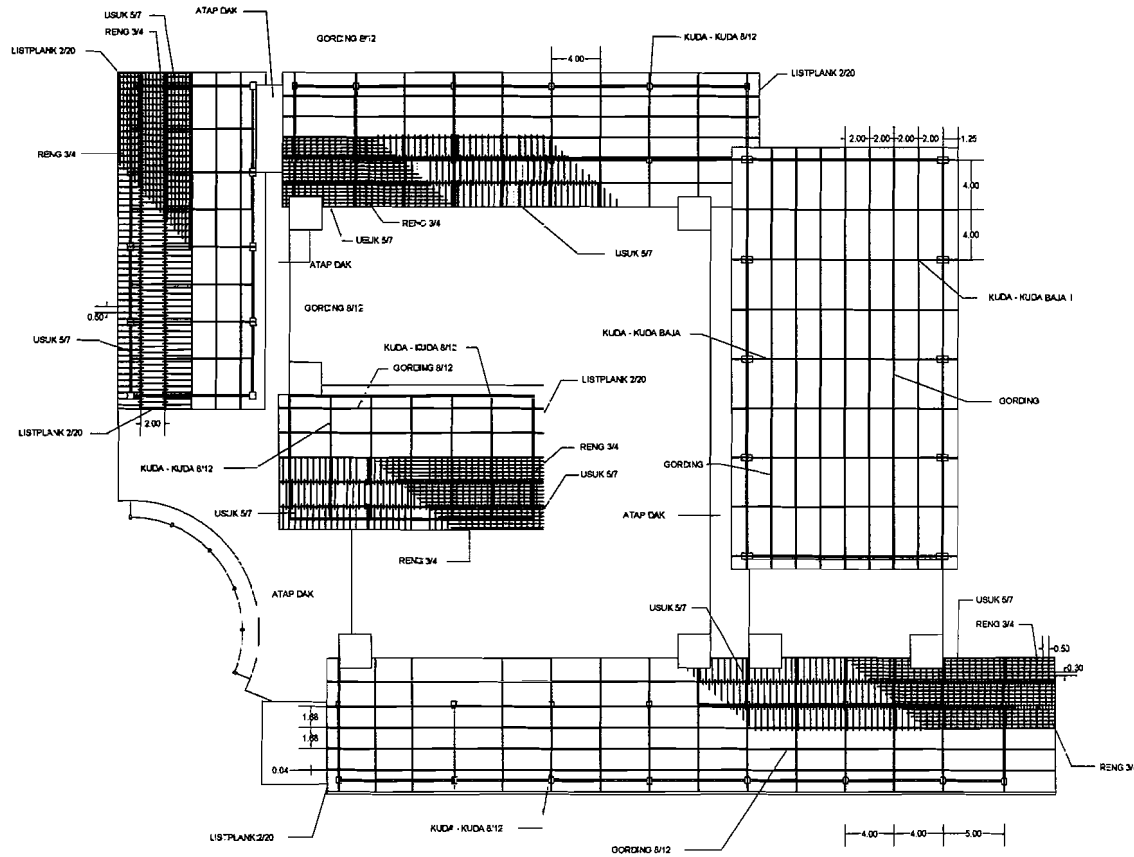 USUK 5/7
ATAP DAK
RENG 3/4
LISTPLANK 2/20
GORDING 8/12
KUDA - KUDA 8/12
4.00
LISTPLANK 2/20
RENG 3/4
2.00 2.00 2.00 2.00 1.25
4.00
4.00
RENG 3/4
USUK 5/7
USUK 5/7
ATAP DAK
GORDING 8/12
KUDA - KUDA BAJA
0.60
USUK 5/7
KUDA - KUDA BAJA
KUDA - KUDA 8/12
GORDING 8/12
LISTPLANK 2/20
GORDING
2.00
LISTPLANK 2/20
KUDA - KUDA 8/12
RENG 3/4
GORDING
USUK 5/7
USUK 5/7
ATAP DAK
RENG 3/4
ATAP DAK
USUK 5/7
USUK 5/7
RENG 3/4
0.50
0.30
1.68
1.68
0.04
RENG 3/
LISTPLANK 2/20
KUDA - KUDA 8/12
GORDING 8/12
4.00 4.00 5.00